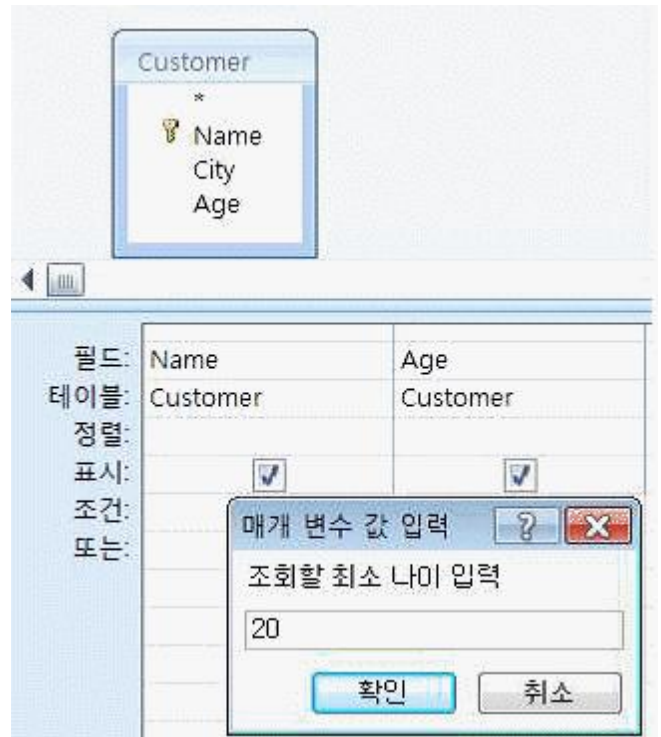 Customer
*
Name
City
Age
필드: Name Age
테이블: Customer Customer
정렬:
표시:
조건:
또는:
매개 변수 값 입력
조회할 최소 나이 입력
20
확인 취소